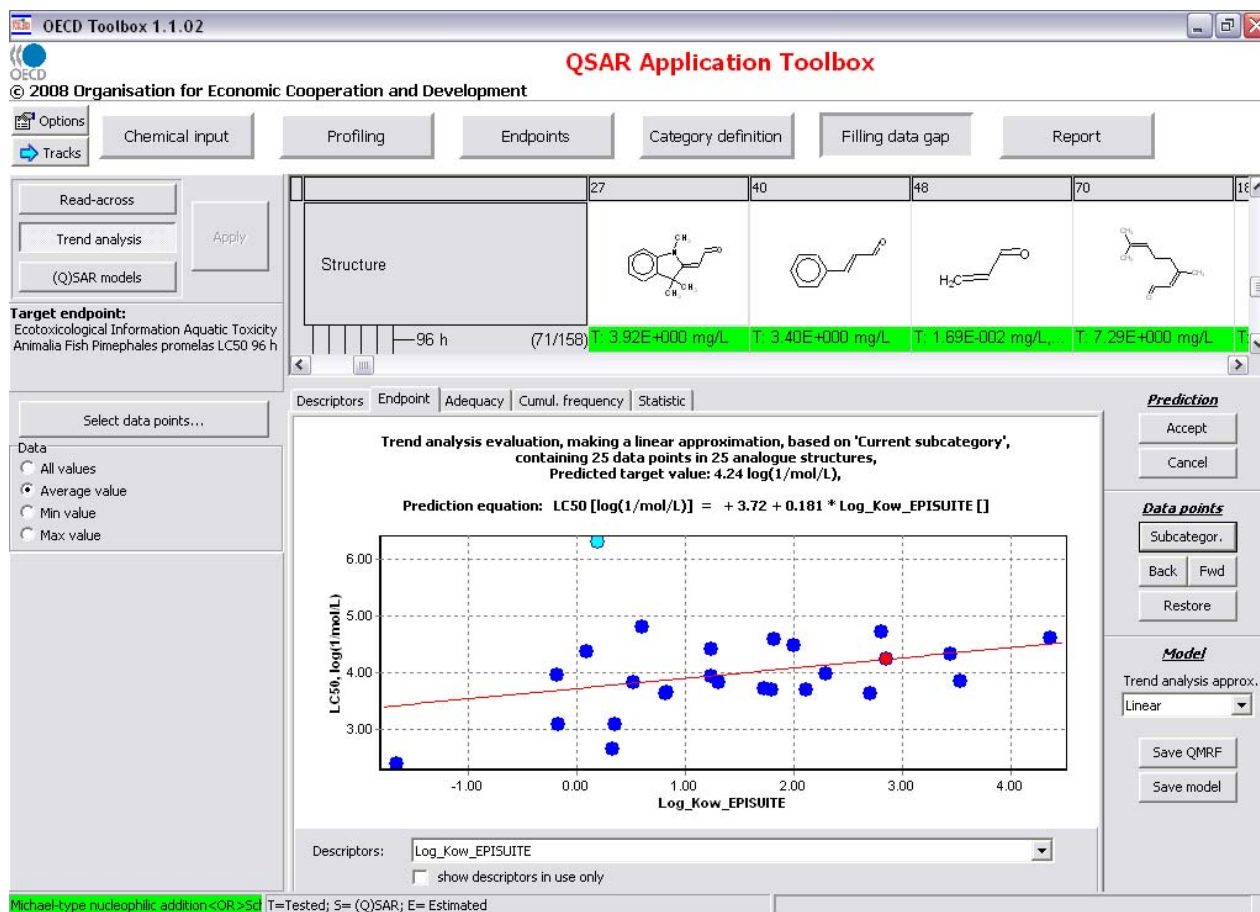 OECD Toolbox 1.1.02
OECD
QSAR Application Toolbox
© 2008 Organisation for Economic Cooperation and Development
Options
Tracks
Chemical input
Profiling
Endpoints
Category definition
Filling data gap
Report
Read-across
Trend analysis
(Q)SAR models
Apply
Target endpoint:
Ecotoxicological Information Aquatic Toxicity
Animalia Fish Pimephales promelas LC50 96 h
27 40 48 70
Structure
96 h (71/158) T: 3.92E+000 mg/L T: 3.40E+000 mg/L T: 1.69E-002 mg/L,... T: 7.29E+000 mg/L T:
Select data points...
Data
All values
Average value
Min value
Max value
Descriptors Endpoint Adequacy Cumul. frequency Statistic
Trend analysis evaluation, making a linear approximation, based on 'Current subcategory',
containing 25 data points in 25 analogue structures,
Predicted target value: 4.24 log(1/mol/L),
Prediction equation: LC50 [log(1/mol/L)] = + 3.72 + 0.181 * Log_Kow_EPISUITE []
LC50, log(1/mol/L)
6.00
5.00
4.00
3.00
-1.00 0.00 1.00 2.00 3.00 4.00
Log_Kow_EPISUITE
Descriptors: Log_Kow_EPISUITE
show descriptors in use only
Prediction
Accept
Cancel
Data points
Subcategor.
Back Fwd
Restore
Model
Trend analysis approx.
Linear
Save QMRF
Save model
Michael-type nucleophilic addition<OR>Sch T=Tested; S= (Q)SAR; E= Estimated